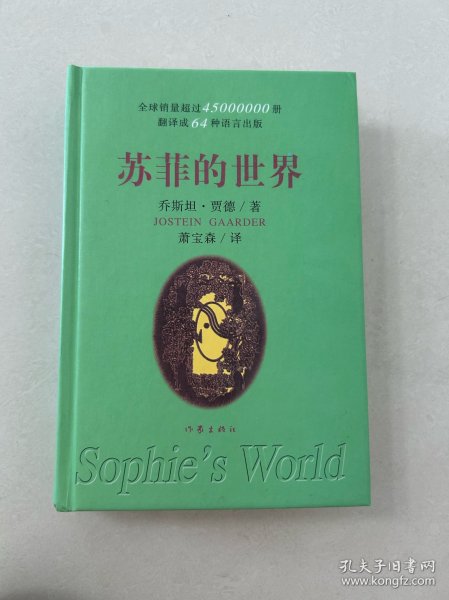 全球销量超过45000000册
翻译成64种语言出版
苏菲的世界
乔斯坦·贾德/著
JOSTEIN GAARDER
萧宝森/译
作家出版社
Sophie's World
孔夫子旧书网
www.kongfz.com